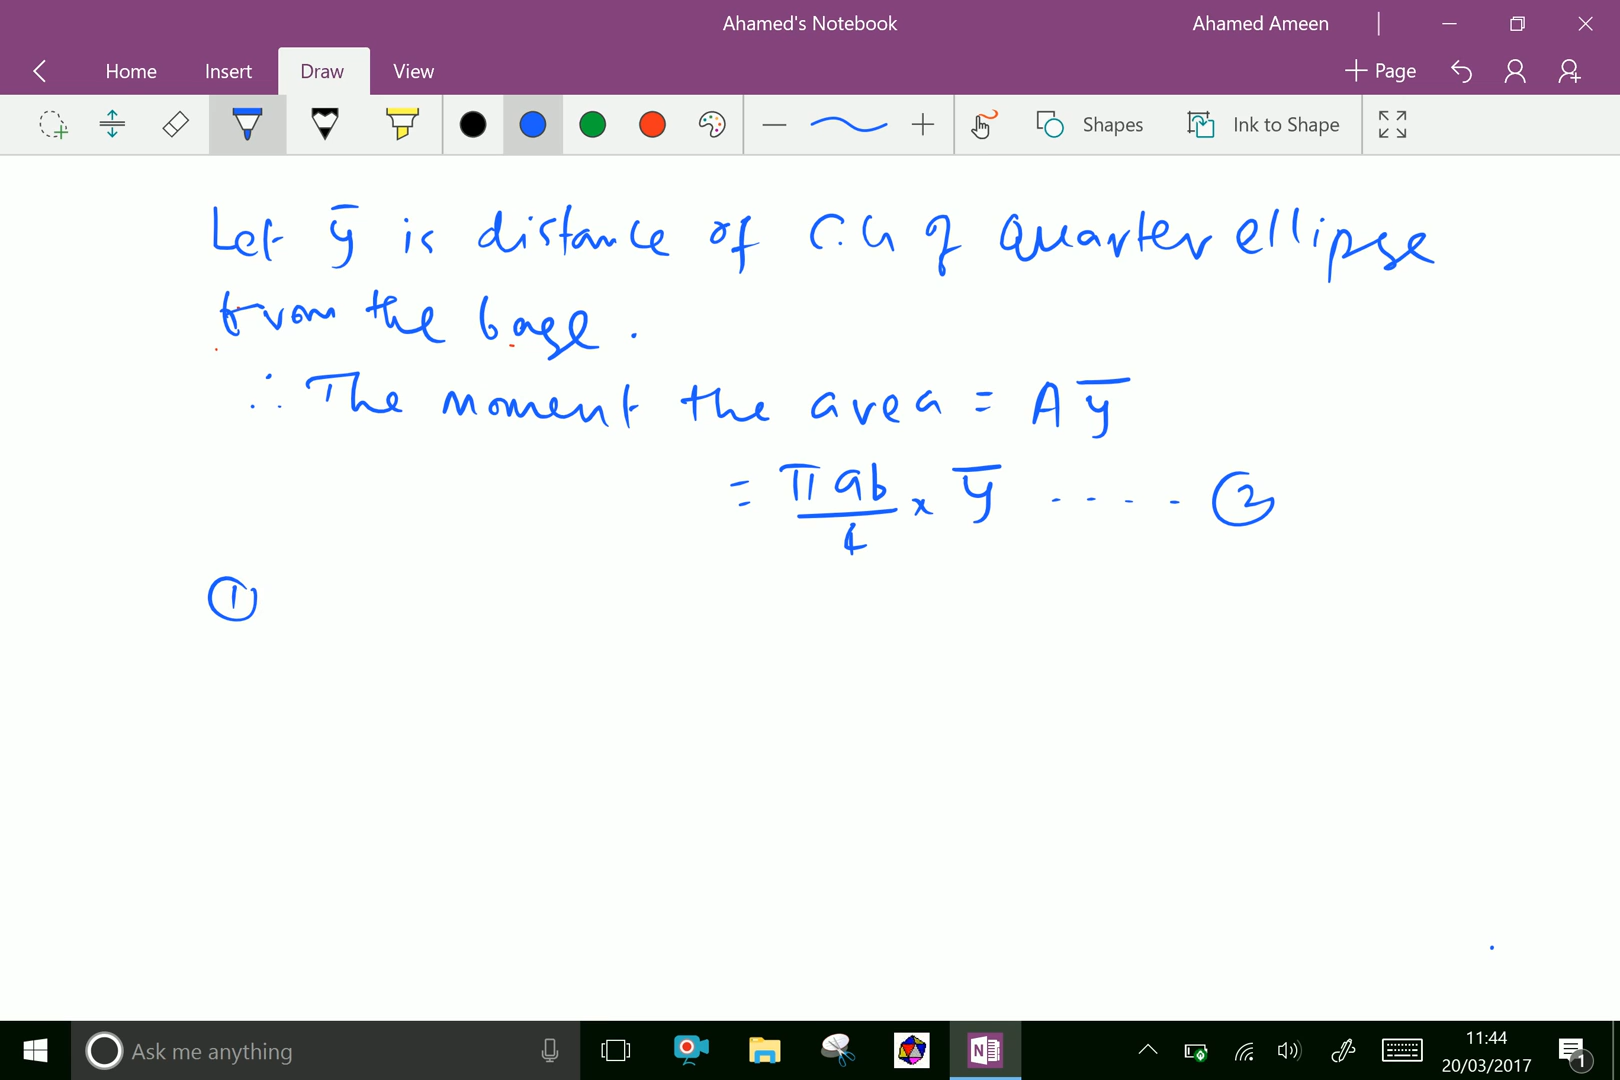 Ahamed's Notebook Ahamed Ameen
Home Insert Draw View Page
Shapes Ink to Shape
Let ȳ is distance of C.G of Quarter ellipse
from the base.
∴ The moment the area = A ȳ
= πab/4 × ȳ ..... ②
①
Ask me anything
11:44
20/03/2017
1